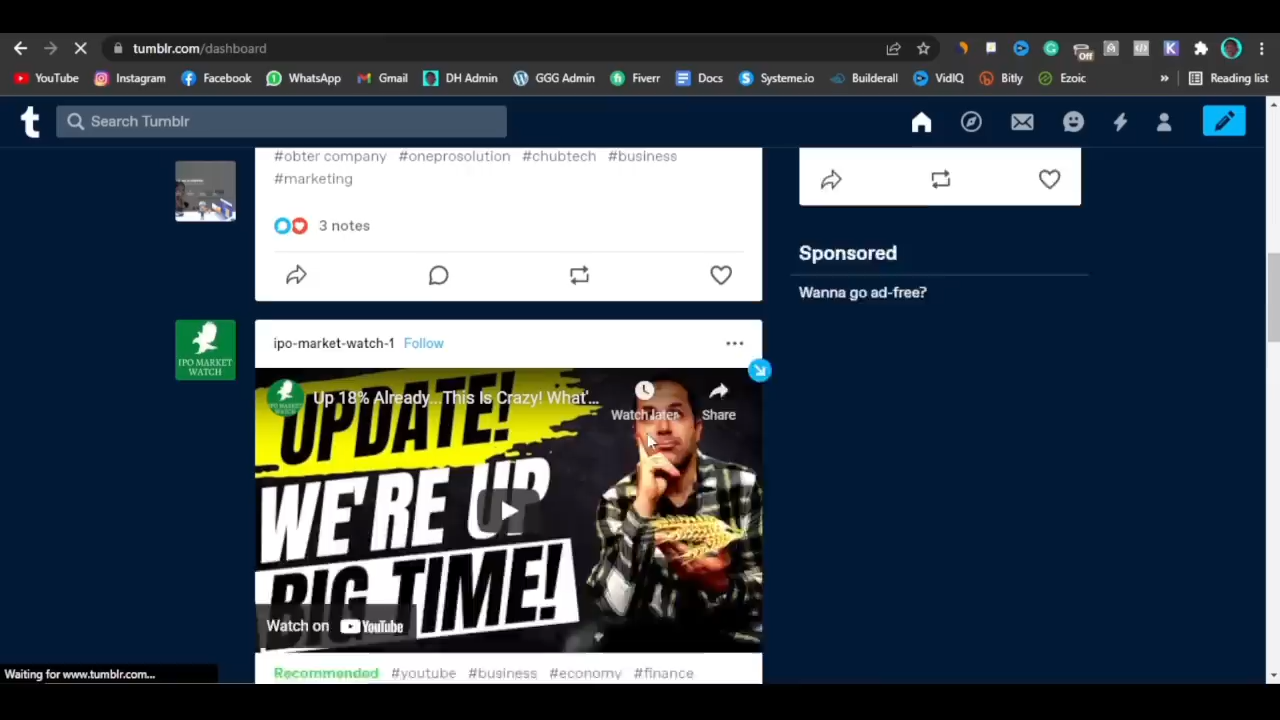 tumblr.com/dashboard
Off
YouTube Instagram Facebook WhatsApp Gmail DH Admin GGG Admin Fiverr Docs Systeme.io Builderall VidIQ Bitly Ezoic » Reading list
t Search Tumblr
#obter company #oneprosolution #chubtech #business
#marketing
3 notes
Sponsored
Wanna go ad-free?
ipo-market-watch-1 Follow
IPO MARKET
WATCH
Up 18% Already...This Is Crazy! What'...
Watch later Share
UPDATE!
WE'RE UP
BIG TIME!
Watch on YouTube
Recommended #youtube #business #economy #finance
Waiting for www.tumblr.com...